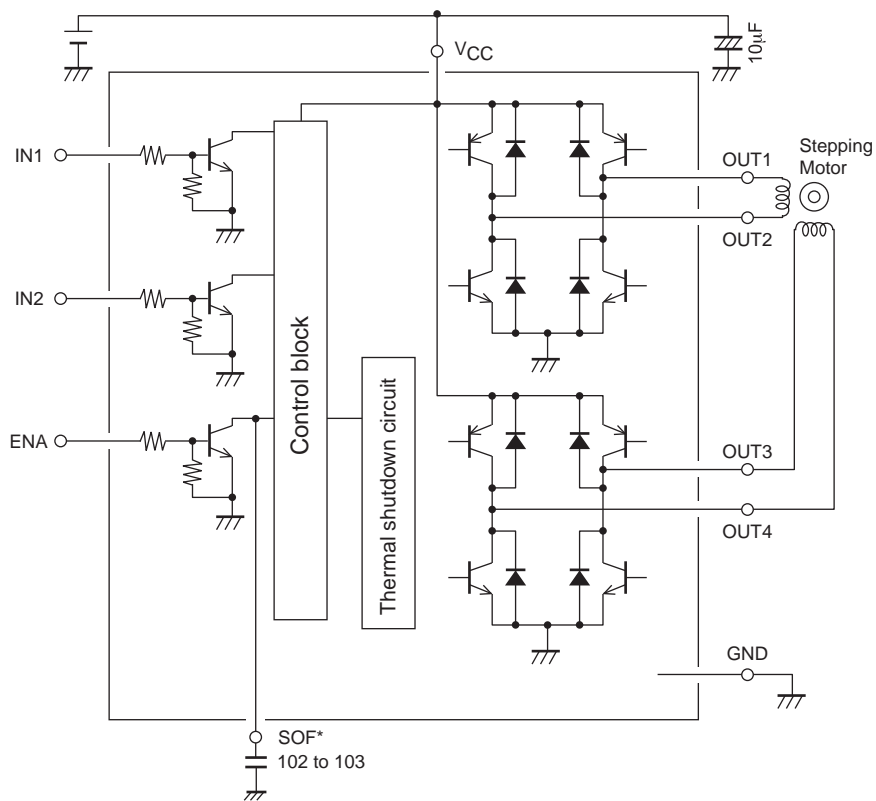 VCC
10μF
IN1
IN2
ENA
Control block
Thermal shutdown circuit
OUT1
OUT2
Stepping
Motor
OUT3
OUT4
GND
SOF*
102 to 103